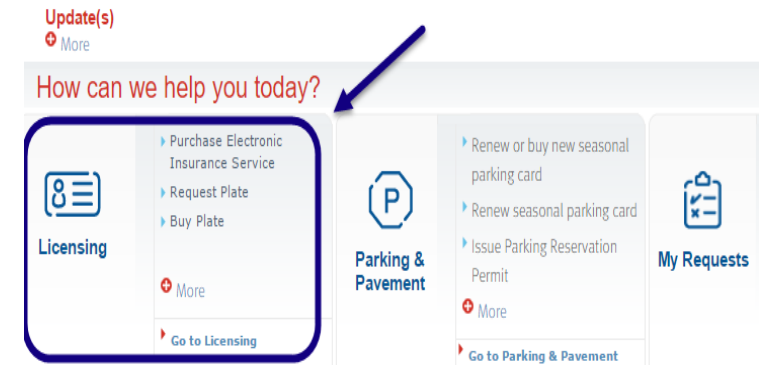 Update(s)
More
How can we help you today?
Licensing
Purchase Electronic
Insurance Service
Request Plate
Buy Plate
More
Go to Licensing
P
Parking &
Pavement
Renew or buy new seasonal
parking card
Renew seasonal parking card
Issue Parking Reservation
Permit
More
Go to Parking & Pavement
My Requests